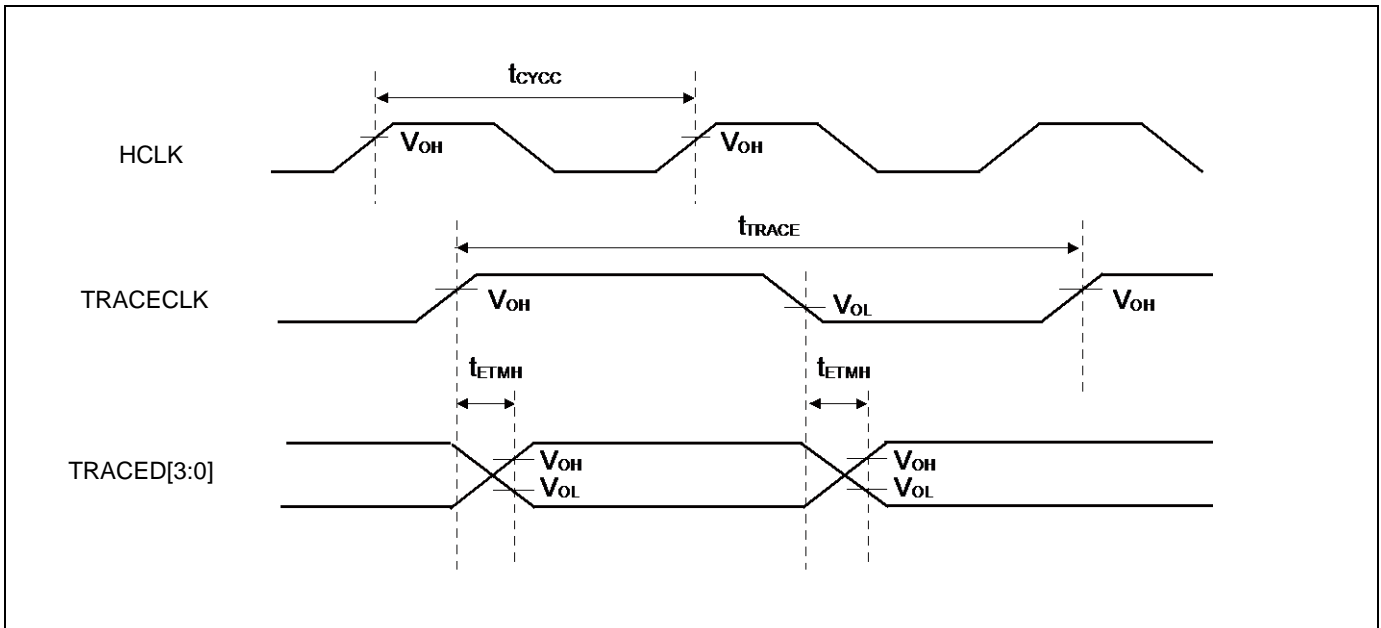 tCYCC
HCLK
VOH
VOH
tTRACE
TRACECLK
VOH
VOL
VOH
tETMH
tETMH
TRACED[3:0]
VOH
VOH
VOL
VOL